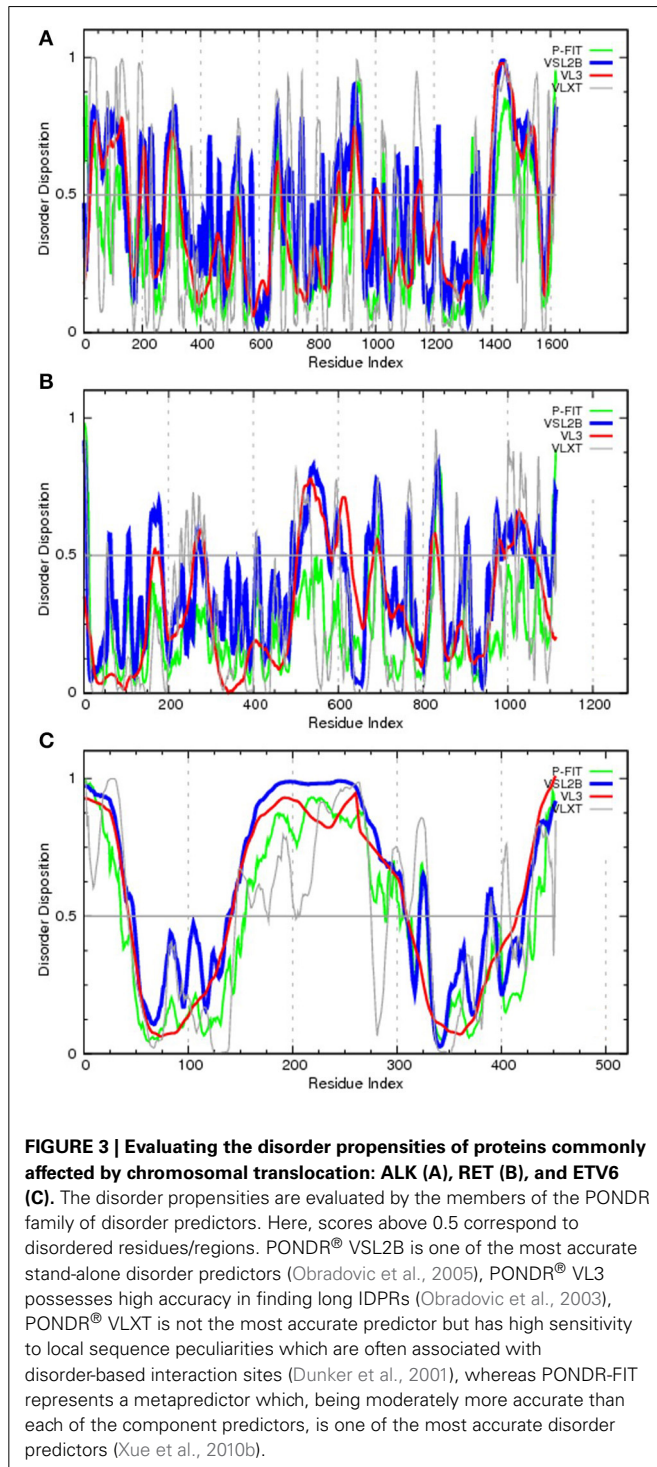 A
P-FIT
VSL2B
VL3
VLXT
1
0.5
0
Disorder Disposition
0 200 400 600 800 1000 1200 1400 1600
Residue Index
B
P-FIT
VSL2B
VL3
VLXT
1
0.5
0
Disorder Disposition
0 200 400 600 800 1000 1200
Residue Index
C
P-FIT
VSL2B
VL3
VLXT
1
0.5
0
Disorder Disposition
0 100 200 300 400 500
Residue Index
FIGURE 3 | Evaluating the disorder propensities of proteins commonly
affected by chromosomal translocation: ALK (A), RET (B), and ETV6
(C). The disorder propensities are evaluated by the members of the PONDR
family of disorder predictors. Here, scores above 0.5 correspond to
disordered residues/regions. PONDR® VSL2B is one of the most accurate
stand-alone disorder predictors (Obradovic et al., 2005), PONDR® VL3
possesses high accuracy in finding long IDPRs (Obradovic et al., 2003),
PONDR® VLXT is not the most accurate predictor but has high sensitivity
to local sequence peculiarities which are often associated with
disorder-based interaction sites (Dunker et al., 2001), whereas PONDR-FIT
represents a metapredictor which, being moderately more accurate than
each of the component predictors, is one of the most accurate disorder
predictors (Xue et al., 2010b).